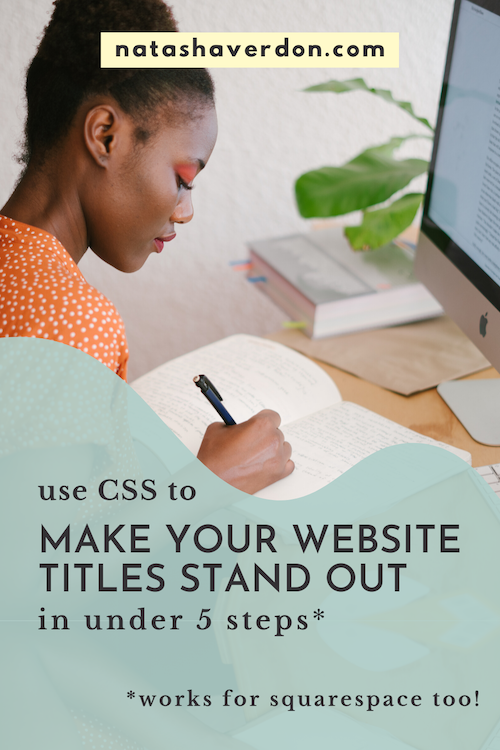 natashaverdon.com
use CSS to
MAKE YOUR WEBSITE
TITLES STAND OUT
in under 5 steps*
*works for squarespace too!